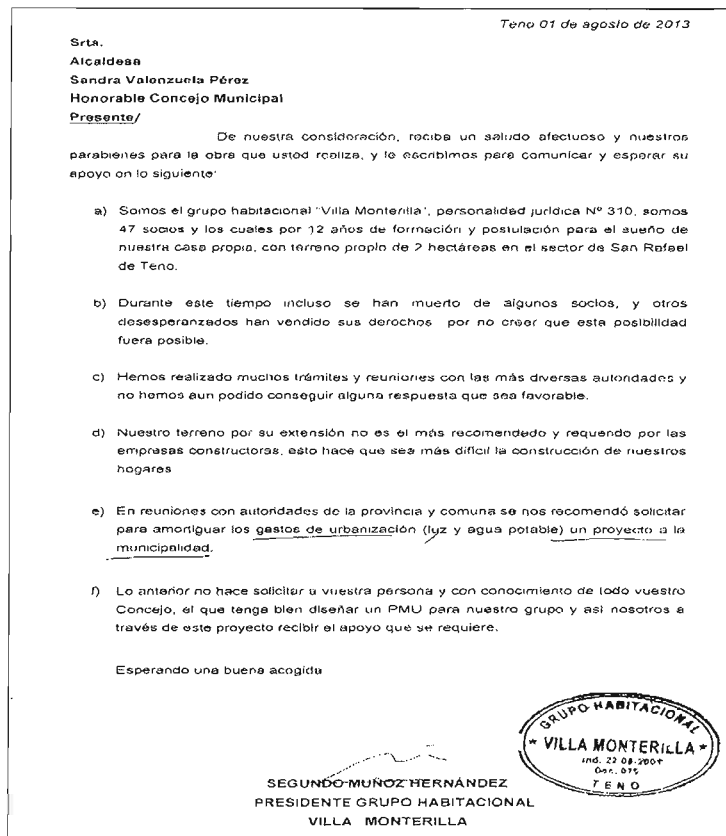 Teno 01 de agosto de 2013
Srta.
Alcaldesa
Sandra Valenzuela Pérez
Honorable Concejo Municipal
Presente/
De nuestra consideración, reciba un saludo afectuoso y nuestros
parabienes para la obra que usted realiza, y le escribimos para comunicar y esperar su
apoyo en lo siguiente:
a) Somos el grupo habitacional "Villa Monterilla", personalidad jurídica Nº 310, somos
47 socios y los cuales por 12 años de formación y postulación para el sueño de
nuestra casa propia, con terreno propio de 2 hectáreas en el sector de San Rafael
de Teno.
b) Durante este tiempo incluso se han muerto de algunos socios, y otros
desesperanzados han vendido sus derechos por no creer que esta posibilidad
fuera posible.
c) Hemos realizado muchos trámites y reuniones con las más diversas autoridades y
no hemos aun podido conseguir alguna respuesta que sea favorable.
d) Nuestro terreno por su extensión no es el más recomendado y requendo por las
empresas constructoras, esto hace que sea más difícil la construcción de nuestros
hogares
e) En reuniones con autoridades de la provincia y comuna se nos recomendó solicitar
para amortiguar los gastos de urbanización (luz y agua potable) un proyecto a la
municipalidad.
f) Lo anterior no hace solicitar a vuestra persona y con conocimiento de todo vuestro
Concejo, el que tenga bien diseñar un PMU para nuestro grupo y así nosotros a
través de este proyecto recibir el apoyo que se requiere.
Esperando una buena acogida
GRUPO HABITACIONAL
* VILLA MONTERILLA *
TENO
SEGUNDO MUÑOZ HERNÁNDEZ
PRESIDENTE GRUPO HABITACIONAL
VILLA MONTERILLA